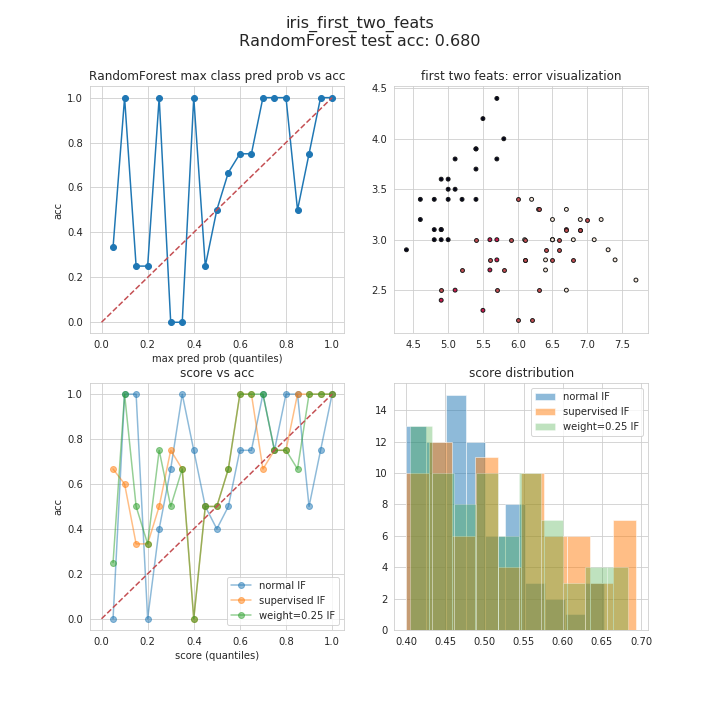 iris_first_two_feats
RandomForest test acc: 0.680
RandomForest max class pred prob vs acc
1.0
0.8
0.6
0.4
0.2
0.0
acc
0.0 0.2 0.4 0.6 0.8 1.0
max pred prob (quantiles)
first two feats: error visualization
4.5
4.0
3.5
3.0
2.5
4.5 5.0 5.5 6.0 6.5 7.0 7.5
score vs acc
1.0
0.8
0.6
0.4
0.2
0.0
acc
normal IF
supervised IF
weight=0.25 IF
0.0 0.2 0.4 0.6 0.8 1.0
score (quantiles)
score distribution
normal IF
supervised IF
weight=0.25 IF
14
12
10
8
6
4
2
0
0.40 0.45 0.50 0.55 0.60 0.65 0.70